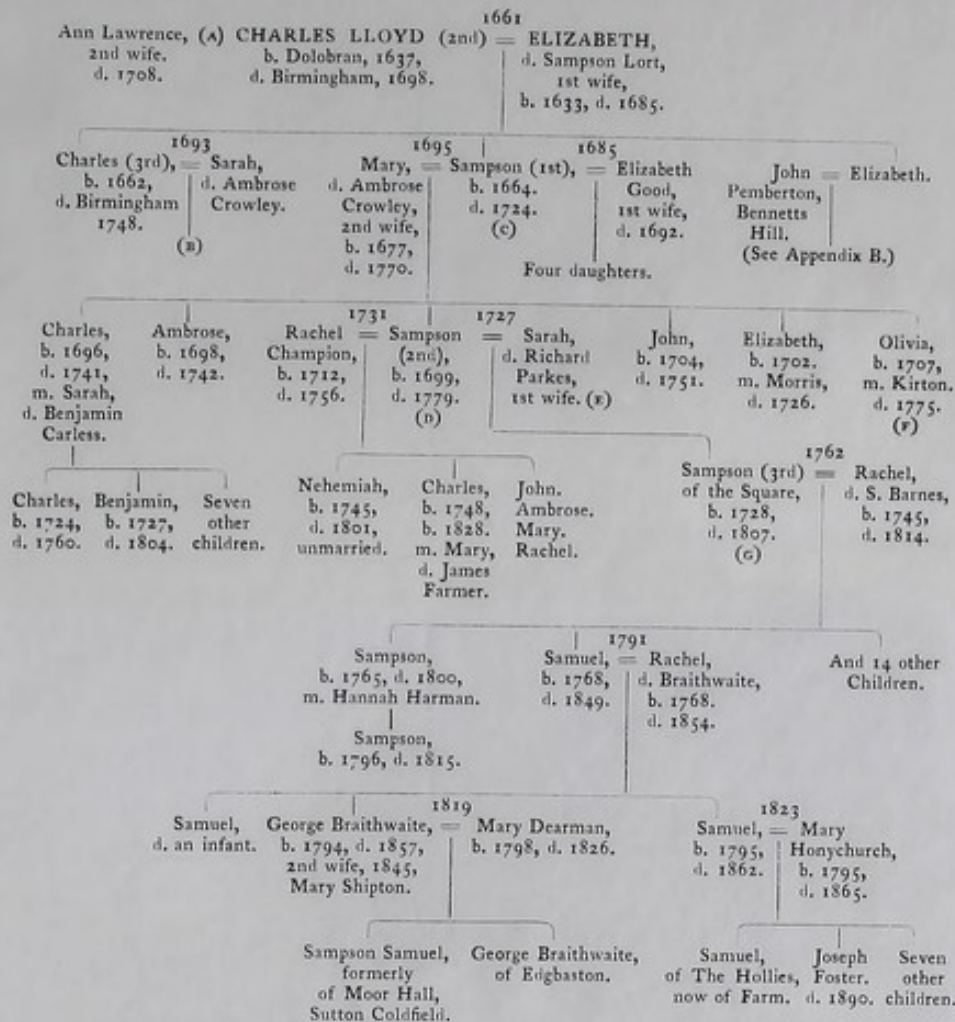 1661
Ann Lawrence, (A) CHARLES LLOYD (2nd) = ELIZABETH,
2nd wife. b. Dolobran, 1637, d. Sampson Lort,
d. 1708. d. Birmingham, 1698. 1st wife,
b. 1633, d. 1685.
1693 1695 1685
Charles (3rd), = Sarah, Mary, = Sampson (1st), = Elizabeth John = Elizabeth.
b. 1662, d. Ambrose d. Ambrose b. 1664. Good, Pemberton,
d. Birmingham Crowley. Crowley, d. 1724. 1st wife, Bennetts
1748. 2nd wife, (C) d. 1692. Hill.
(B) b. 1677, (See Appendix B.)
d. 1770. Four daughters.
1731 1727
Charles, Ambrose, Rachel = Sampson = Sarah, John, Elizabeth, Olivia,
b. 1696, b. 1698, Champion, (2nd), d. Richard b. 1704, b. 1702. b. 1707,
d. 1741, d. 1742. b. 1712, b. 1699, Parkes, d. 1751. m. Morris, m. Kirton.
m. Sarah, d. 1756. d. 1779. 1st wife. (E) d. 1726. d. 1775.
d. Benjamin (D) (F)
Carless.
1762
Charles, Benjamin, Seven Nehemiah, Charles, John. Sampson (3rd) = Rachel,
b. 1724, b. 1727, other b. 1745, b. 1748, Ambrose. of the Square, d. S. Barnes,
d. 1760. d. 1804. children. d. 1801, b. 1828. Mary. b. 1728, b. 1745,
unmarried. m. Mary, Rachel. d. 1807. d. 1814.
d. James (G)
Farmer.
1791
Sampson, Samuel, = Rachel, And 14 other
b. 1765, d. 1800, b. 1768, d. Braithwaite, Children.
m. Hannah Harman. d. 1849. b. 1768.
d. 1854.
Sampson,
b. 1796, d. 1815.
1819 1823
Samuel, George Braithwaite, = Mary Dearman, Samuel, = Mary
d. an infant. b. 1794, d. 1857, b. 1798, d. 1826. b. 1795, Honychurch,
2nd wife, 1845, d. 1862. b. 1795,
Mary Shipton. d. 1865.
Sampson Samuel, George Braithwaite, Samuel, Joseph Seven
formerly of Edgbaston. of The Hollies, Foster. other
of Moor Hall, now of Farm. d. 1890. children.
Sutton Coldfield.